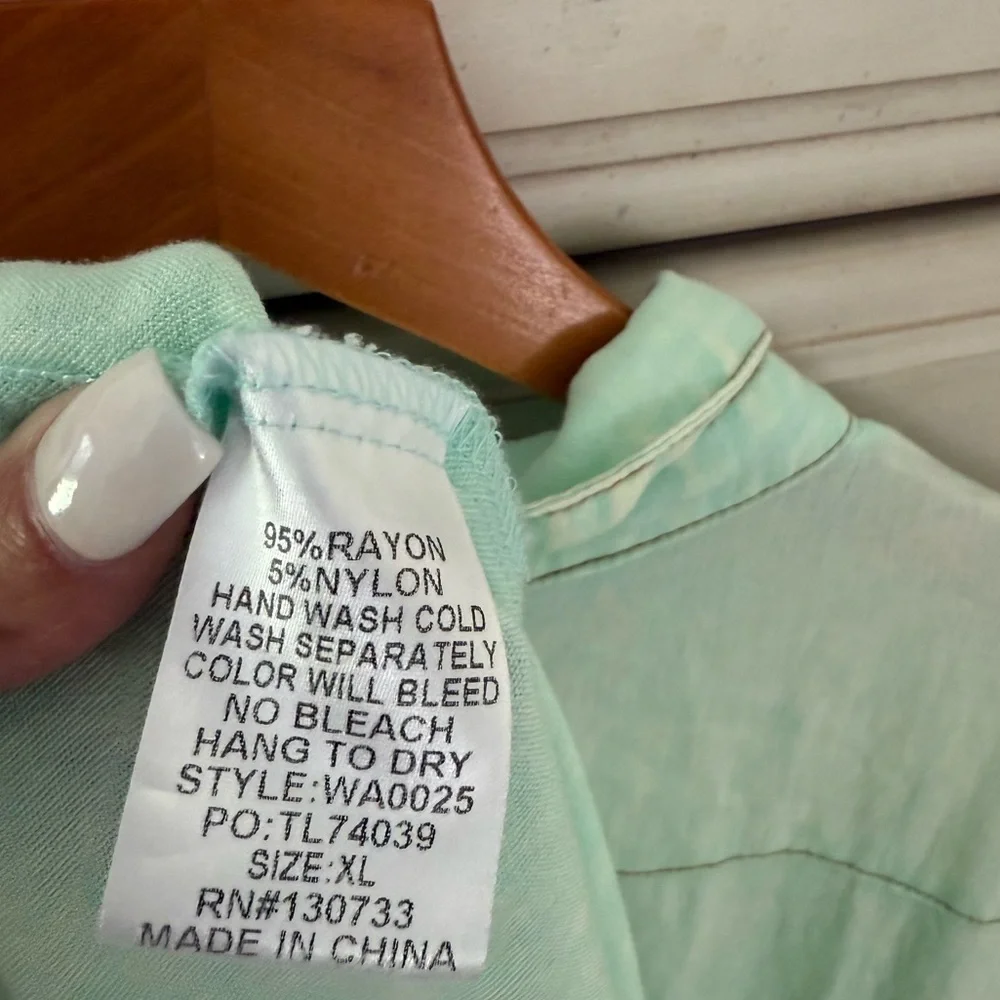 95%RAYON
5%NYLON
HAND WASH COLD
WASH SEPARATELY
COLOR WILL BLEED
NO BLEACH
HANG TO DRY
STYLE:WA0025
PO:TL74039
SIZE:XL
RN#130733
MADE IN CHINA